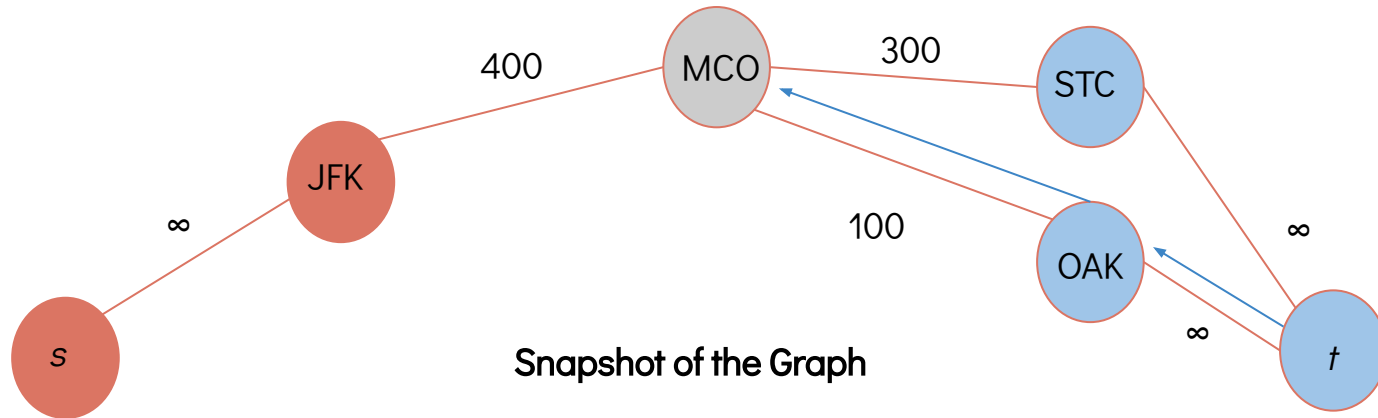 400
MCO
300
STC
JFK
∞
100
∞
OAK
∞
s
Snapshot of the Graph
t